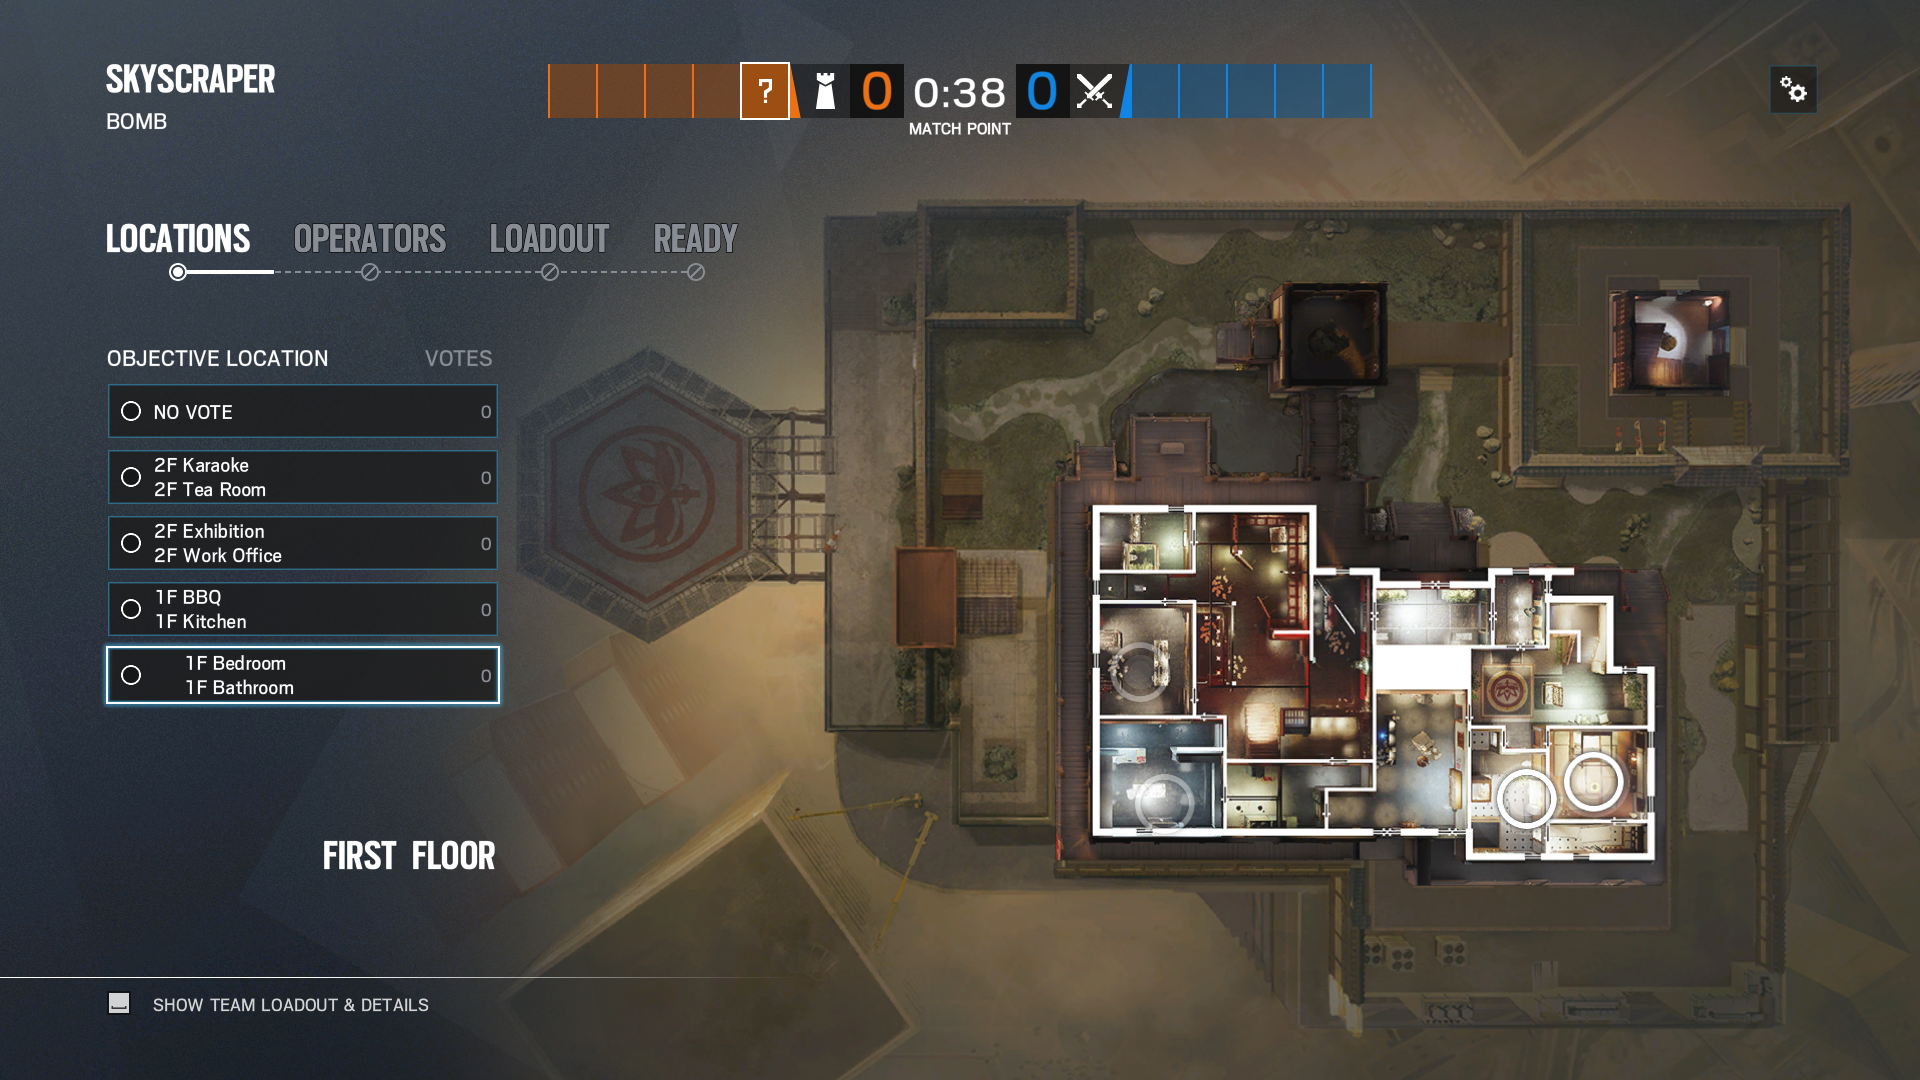 SKYSCRAPER
BOMB
?
0
0:38
0
MATCH POINT
LOCATIONS
OPERATORS
LOADOUT
READY
OBJECTIVE LOCATION
VOTES
NO VOTE
0
2F Karaoke
2F Tea Room
0
2F Exhibition
2F Work Office
0
1F BBQ
1F Kitchen
0
1F Bedroom
1F Bathroom
0
FIRST FLOOR
SHOW TEAM LOADOUT & DETAILS